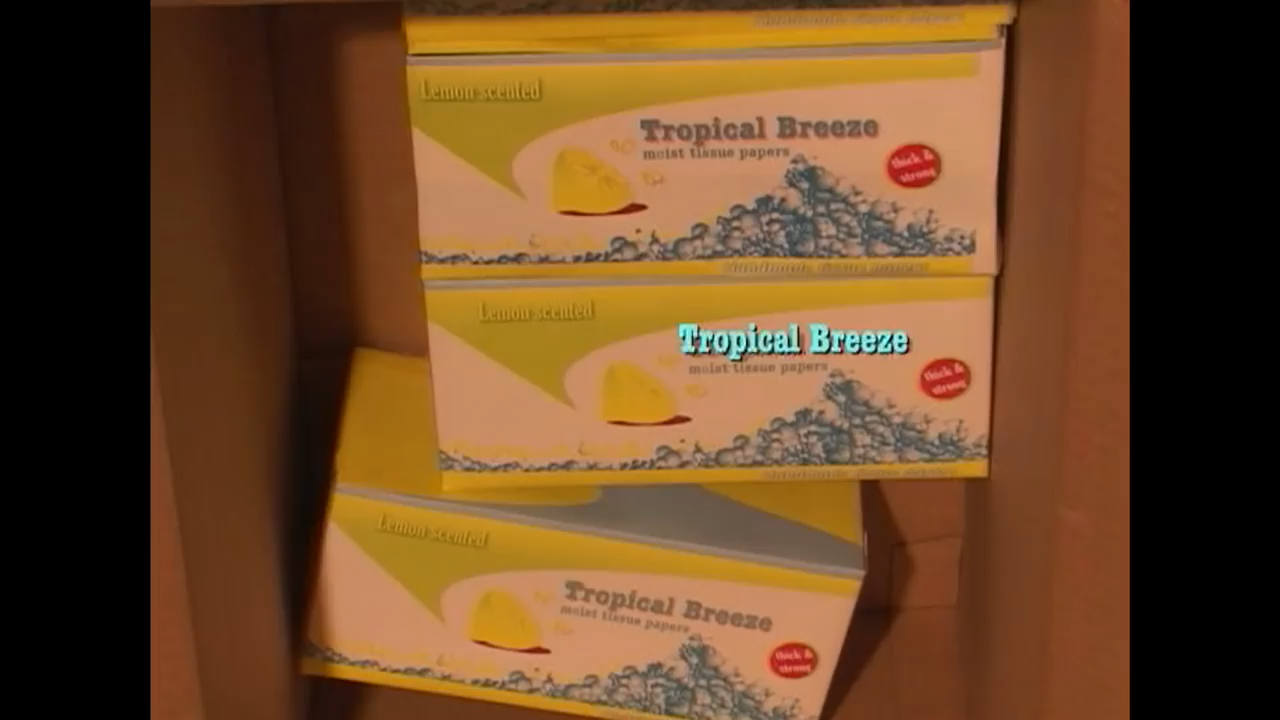 Lemon scented
Tropical Breeze
moist tissue papers
thick &
strong
Lemon scented
Tropical Breeze
moist tissue papers
thick &
strong
Lemon scented
Tropical Breeze
moist tissue papers
thick &
strong